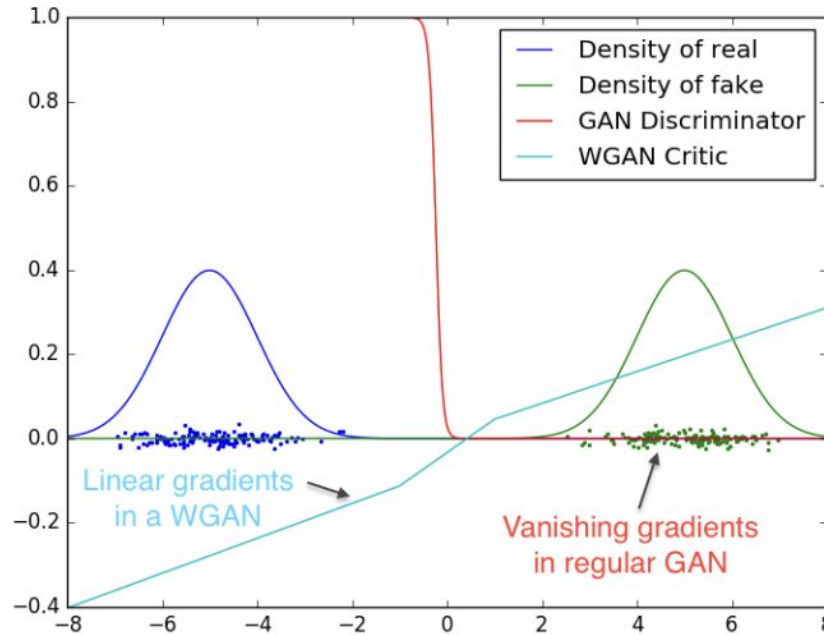 1.0
0.8
0.6
0.4
0.2
0.0
−0.2
−0.4
−8
−6
−4
−2
0
2
4
6
8
Density of real
Density of fake
GAN Discriminator
WGAN Critic
Linear gradients
in a WGAN
Vanishing gradients
in regular GAN